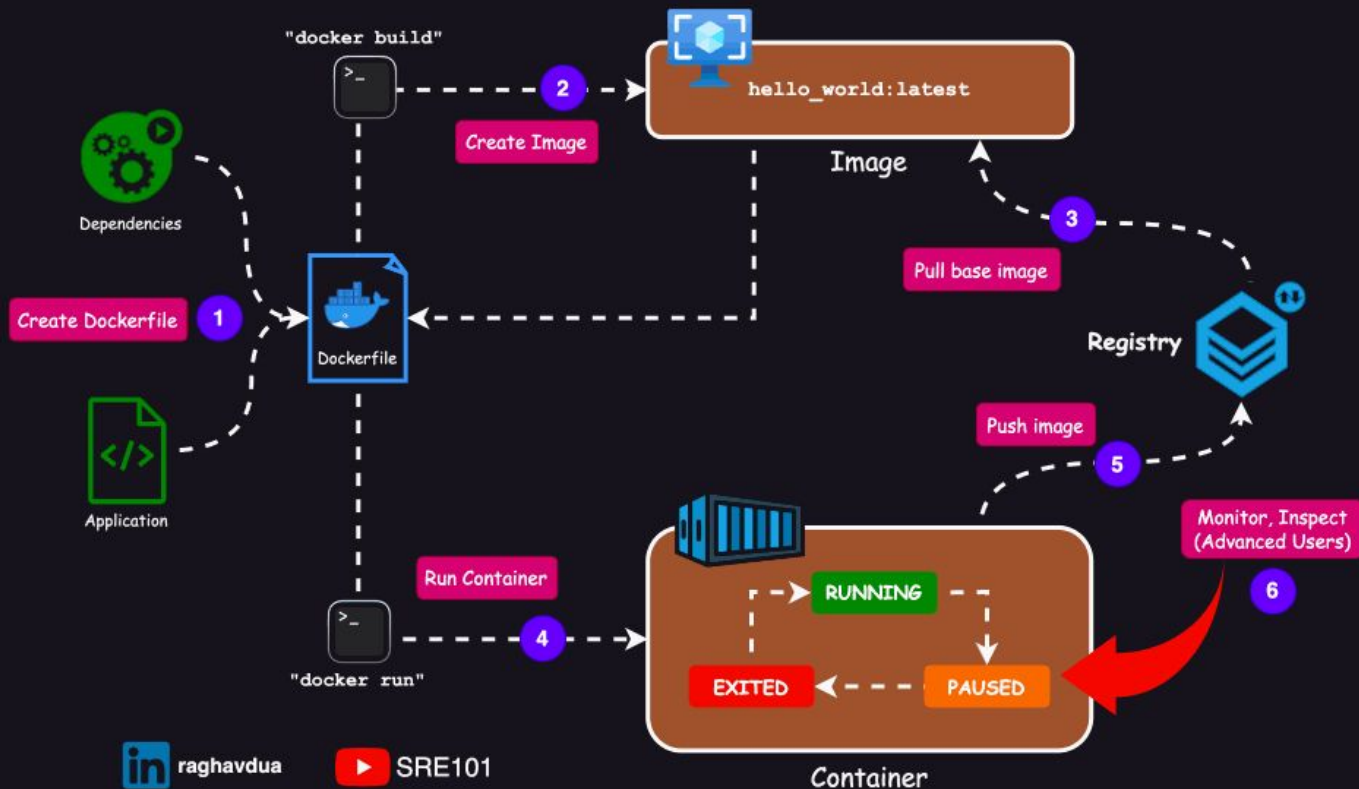 "docker build"
>_
2
Create Image
hello_world:latest
Image
Dependencies
3
Pull base image
Create Dockerfile
1
Dockerfile
Registry
Application
Push image
5
Monitor, Inspect
(Advanced Users)
6
Run Container
>_
4
"docker run"
RUNNING
EXITED
PAUSED
Container
in
raghavdua
SRE101